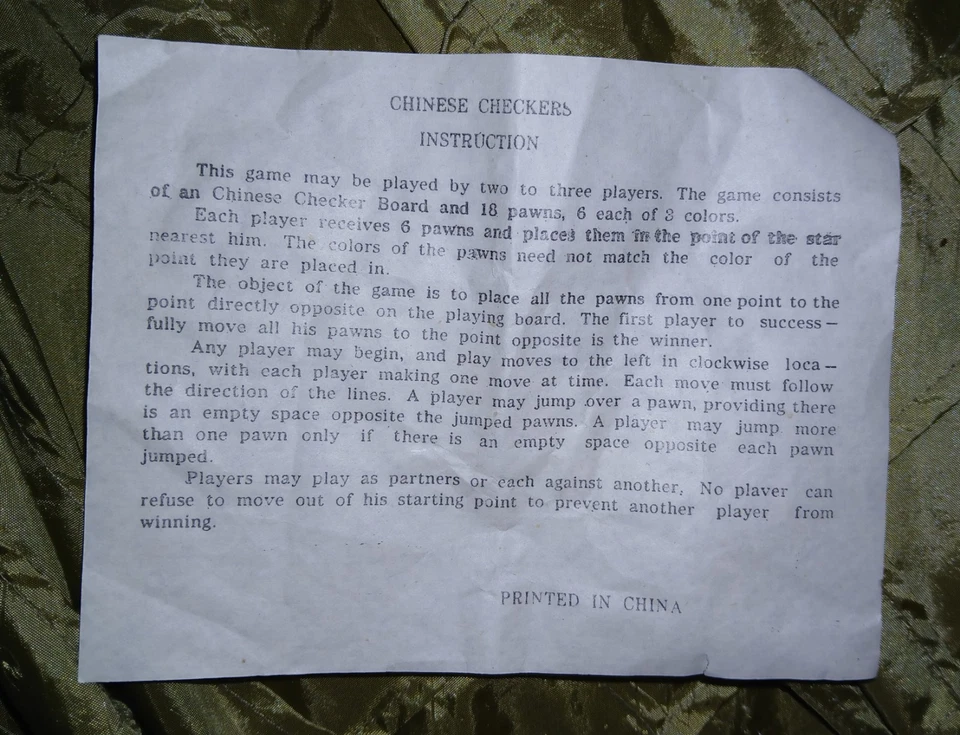 CHINESE CHECKERS
INSTRUCTION
This game may be played by two to three players. The game consists
of an Chinese Checker Board and 18 pawns, 6 each of 3 colors.
Each player receives 6 pawns and places them in the point of the star
nearest him. The colors of the pawns need not match the color of the
point they are placed in.
The object of the game is to place all the pawns from one point to the
point directly opposite on the playing board. The first player to success–
fully move all his pawns to the point opposite is the winner.
Any player may begin, and play moves to the left in clockwise loca–
tions, with each player making one move at time. Each move must follow
the direction of the lines. A player may jump over a pawn, providing there
is an empty space opposite the jumped pawns. A player may jump more
than one pawn only if there is an empty space opposite each pawn
jumped.
Players may play as partners or each against another. No player can
refuse to move out of his starting point to prevent another player from
winning.
PRINTED IN CHINA